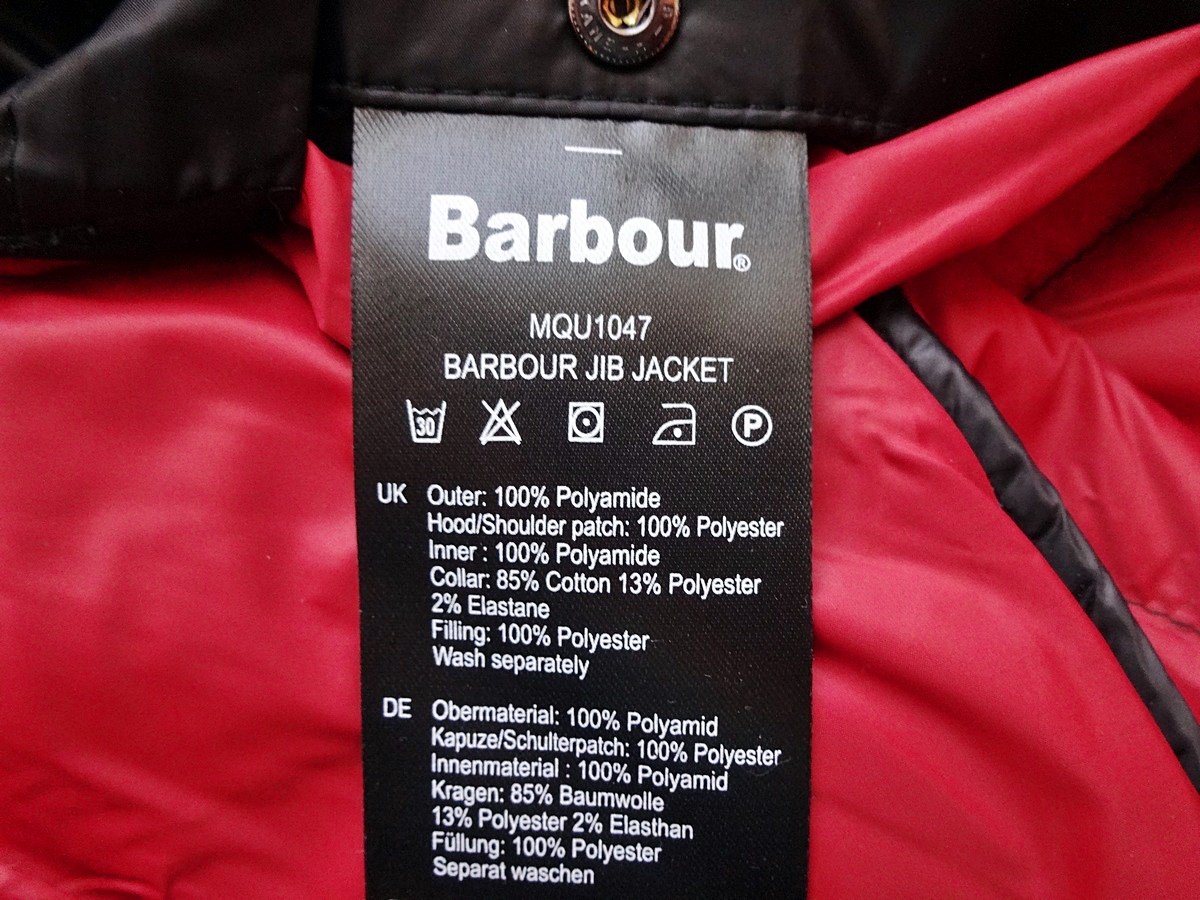 Barbour®
MQU1047
BARBOUR JIB JACKET
30 P
UK Outer: 100% Polyamide
Hood/Shoulder patch: 100% Polyester
Inner : 100% Polyamide
Collar: 85% Cotton 13% Polyester
2% Elastane
Filling: 100% Polyester
Wash separately
DE Obermaterial: 100% Polyamid
Kapuze/Schulterpatch: 100% Polyester
Innenmaterial : 100% Polyamid
Kragen: 85% Baumwolle
13% Polyester 2% Elasthan
Füllung: 100% Polyester
Separat waschen